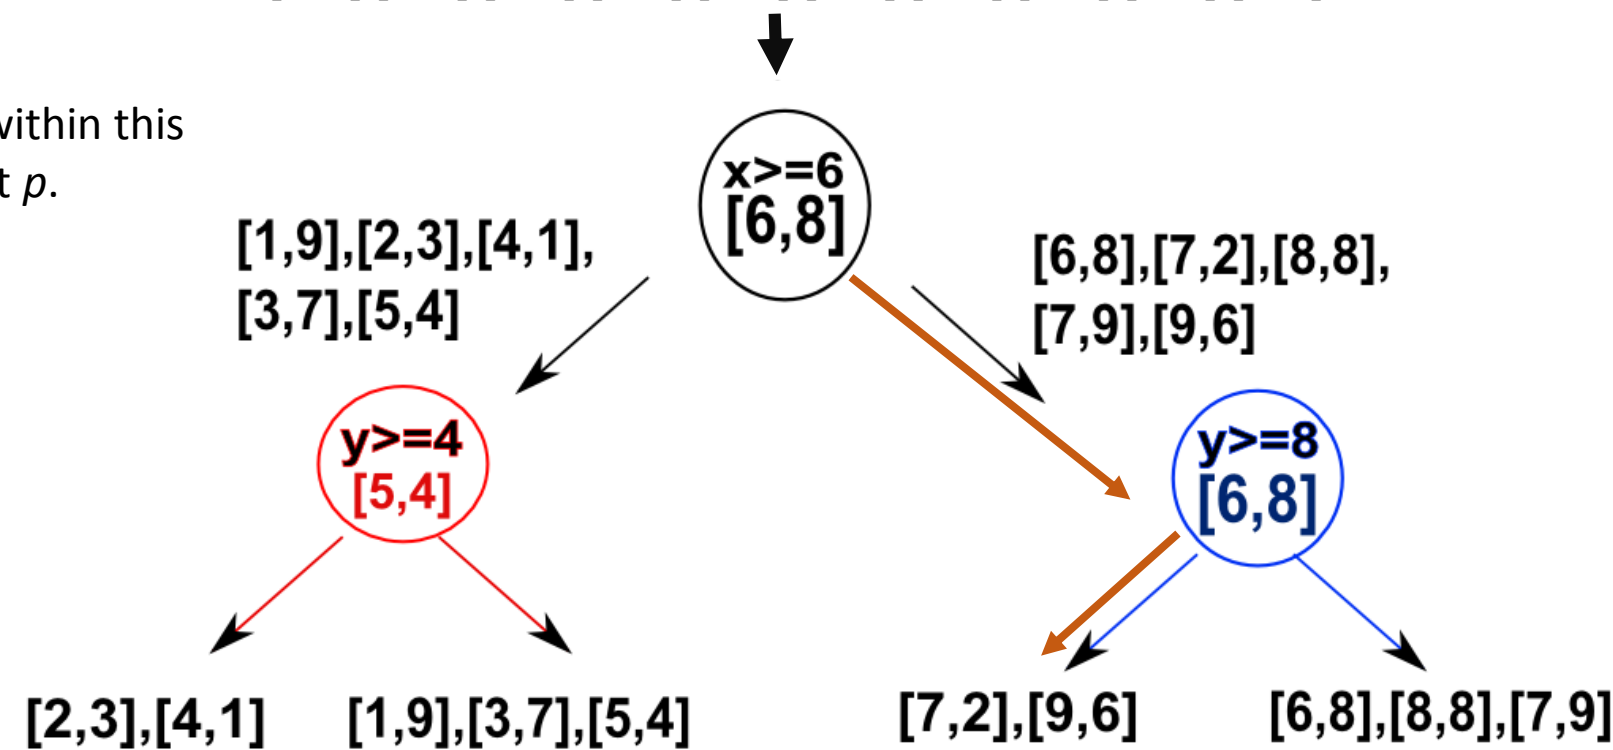 within this
t p.
x>=6
[6,8]
[1,9],[2,3],[4,1],
[3,7],[5,4]
[6,8],[7,2],[8,8],
[7,9],[9,6]
y>=4
[5,4]
y>=8
[6,8]
[2,3],[4,1]
[1,9],[3,7],[5,4]
[7,2],[9,6]
[6,8],[8,8],[7,9]